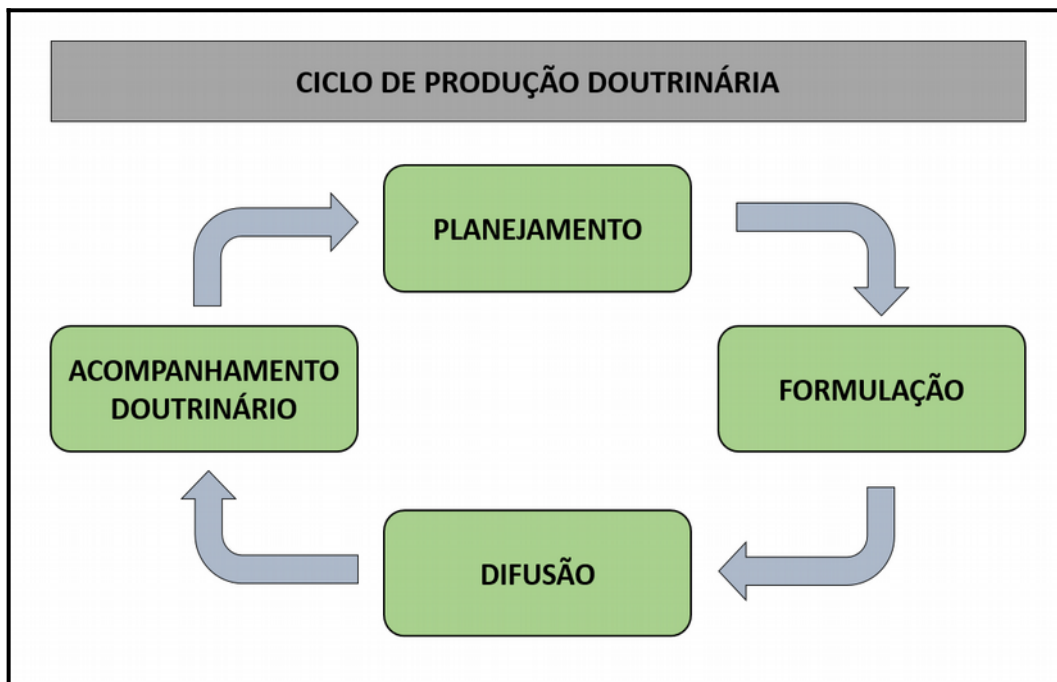 CICLO DE PRODUÇÃO DOUTRINÁRIA
PLANEJAMENTO
FORMULAÇÃO
DIFUSÃO
ACOMPANHAMENTO
DOUTRINÁRIO